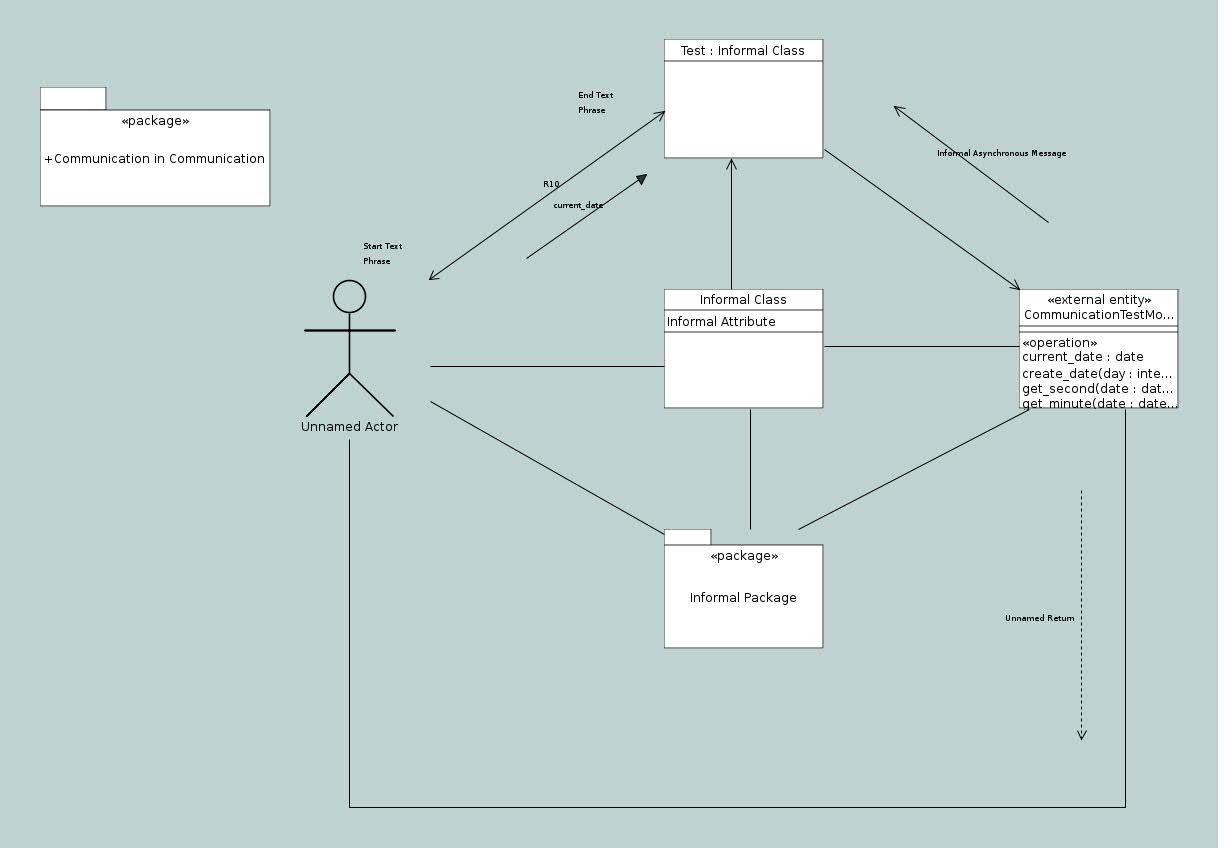 Test : Informal Class
End Text
Phrase
«package»
+Communication in Communication
Informal Asynchronous Message
R10
current_date
Start Text
Phrase
Informal Class
Informal Attribute
«external entity»
CommunicationTestMo...
«operation»
current_date : date
create_date(day : inte...
get_second(date : dat...
get_minute(date : date...
Unnamed Actor
«package»
Informal Package
Unnamed Return